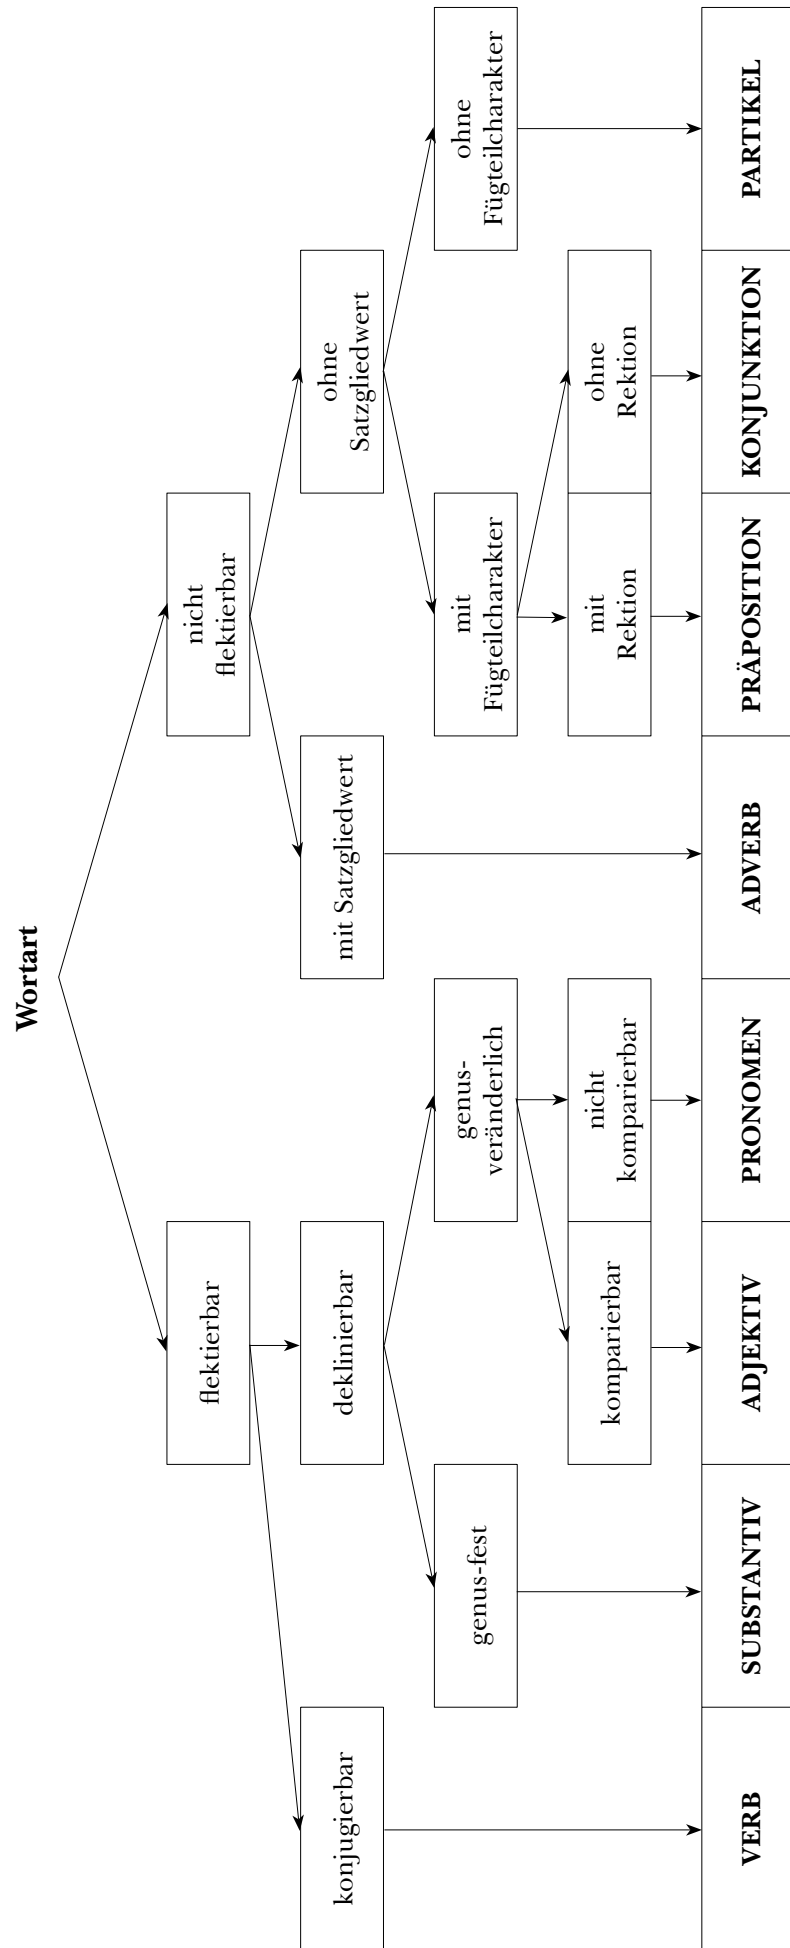 Wortart
flektierbar
nicht
flektierbar
konjugierbar
deklinierbar
mit Satzgliedwert
ohne
Satzgliedwert
genus-fest
genus-
veränderlich
mit
Fügteilcharakter
ohne
Fügteilcharakter
komparierbar
nicht
komparierbar
mit
Rektion
ohne
Rektion
VERB
SUBSTANTIV
ADJEKTIV
PRONOMEN
ADVERB
PRÄPOSITION
KONJUNKTION
PARTIKEL